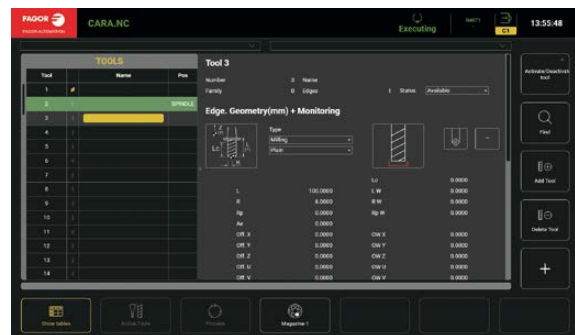 FAGOR
FAGOR AUTOMATION
CARA.NC
Executing
C1
13:55:48
TOOLS
Tool Name Pos
1
2 SPINDLE
3
4
5
6
7
8
9
10
11
12
13
14
Tool 3
Number 3 Name
Family 0 Edges 1 Status Available
Edge. Geometry(mm) + Monitoring
Type
Milling
Plain
Lc 0.0000
L 100.0000 L W 0.0000
R 8.0000 R W 0.0000
Rp 0.0000 Rp W 0.0000
Aw 0.0000
Off. X 0.0000 OW X 0.0000
Off. Y 0.0000 OW Y 0.0000
Off. Z 0.0000 OW Z 0.0000
Off. U 0.0000 OW U 0.0000
Off. V 0.0000 OW V 0.0000
Activate/Deactivate tool
Find
Add Tool
Delete Tool
Show tables
Active Tools
Process
Magazine 1